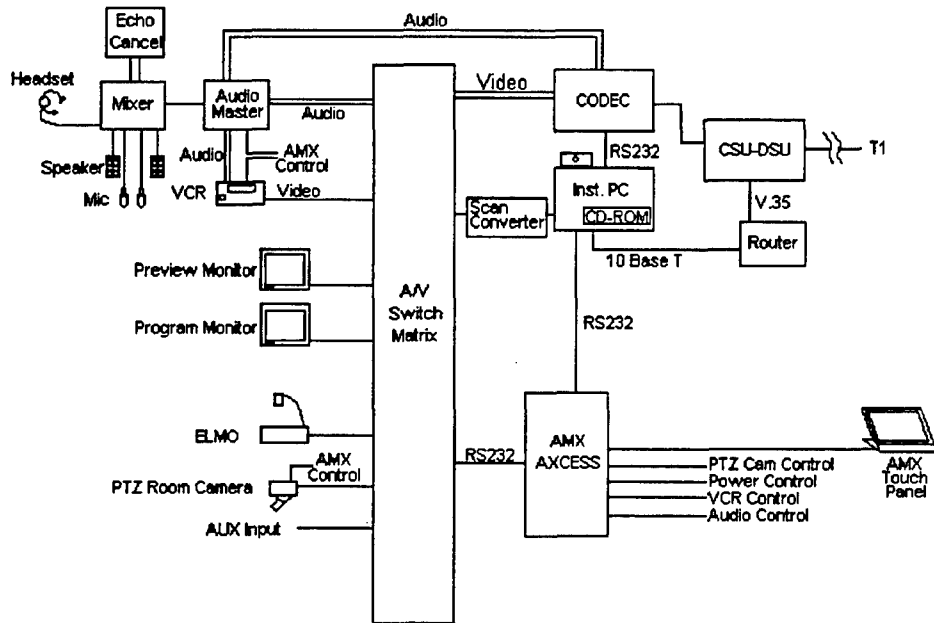 Audio
Echo
Cancel
Headset
Mixer
Audio
Master
Audio
Video
CODEC
Audio
AMX
Control
RS232
CSU-DSU
T1
Speaker
Mic
VCR
Video
Scan
Converter
Inst. PC
CD-ROM
V.35
Router
10 Base T
Preview Monitor
Program Monitor
A/V
Switch
Matrix
RS232
ELMO
AMX
Control
PTZ Room Camera
AUX Input
RS232
AMX
AXCESS
PTZ Cam Control
Power Control
VCR Control
Audio Control
AMX
Touch
Panel